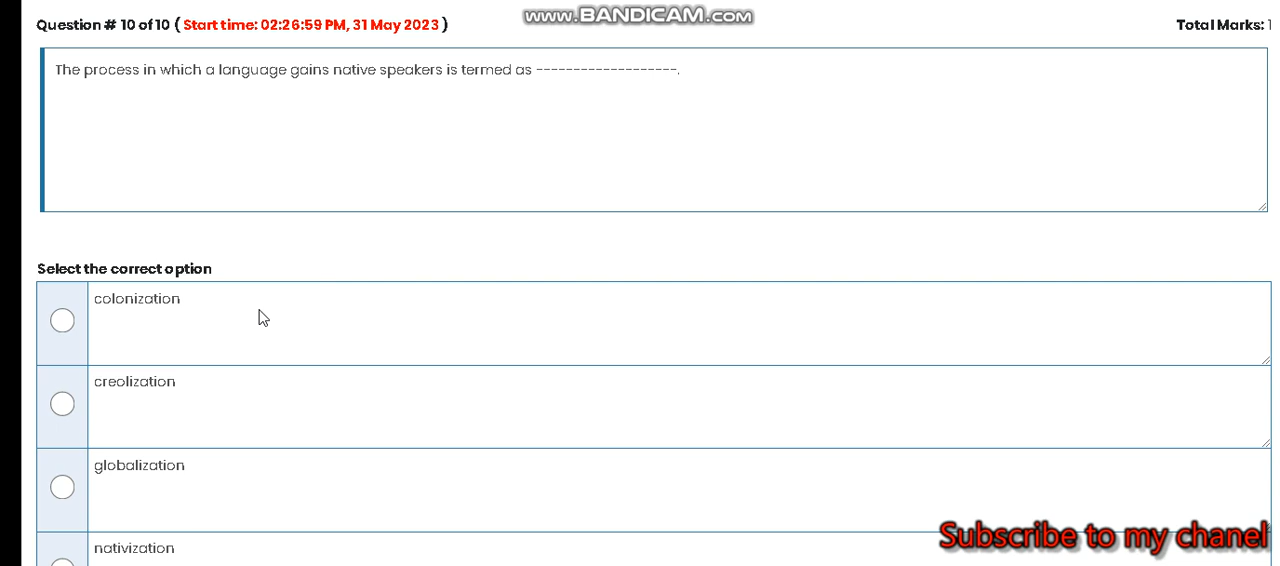 Question # 10 of 10 ( Start time: 02:26:59 PM, 31 May 2023 )
www.BANDICAM.com
Total Marks: 1
The process in which a language gains native speakers is termed as -------------------.
Select the correct option
colonization
creolization
globalization
nativization
Subscribe to my chanel